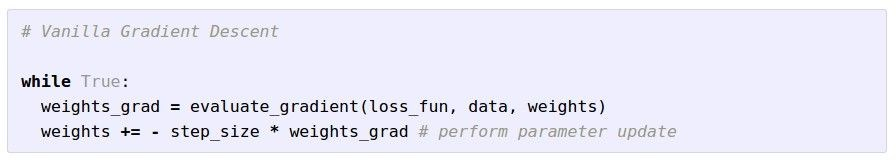 # Vanilla Gradient Descent
while True:
  weights_grad = evaluate_gradient(loss_fun, data, weights)
  weights += - step_size * weights_grad # perform parameter update